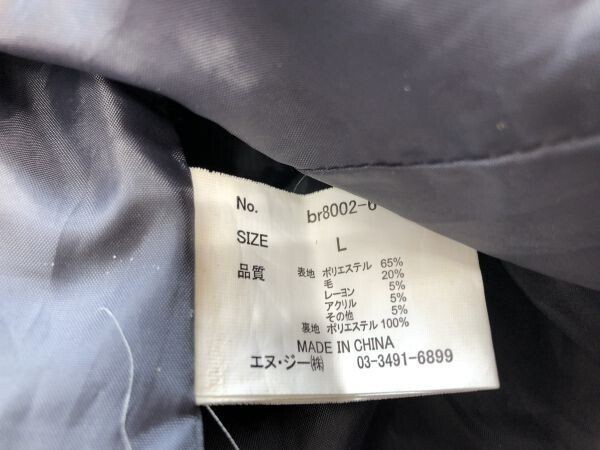 No. br8002-6
SIZE L
品質 表地 ポリエステル 65%
毛 20%
レーヨン 5%
アクリル 5%
その他 5%
裏地 ポリエステル 100%
MADE IN CHINA
エヌ・ジー㈱ 03-3491-6899